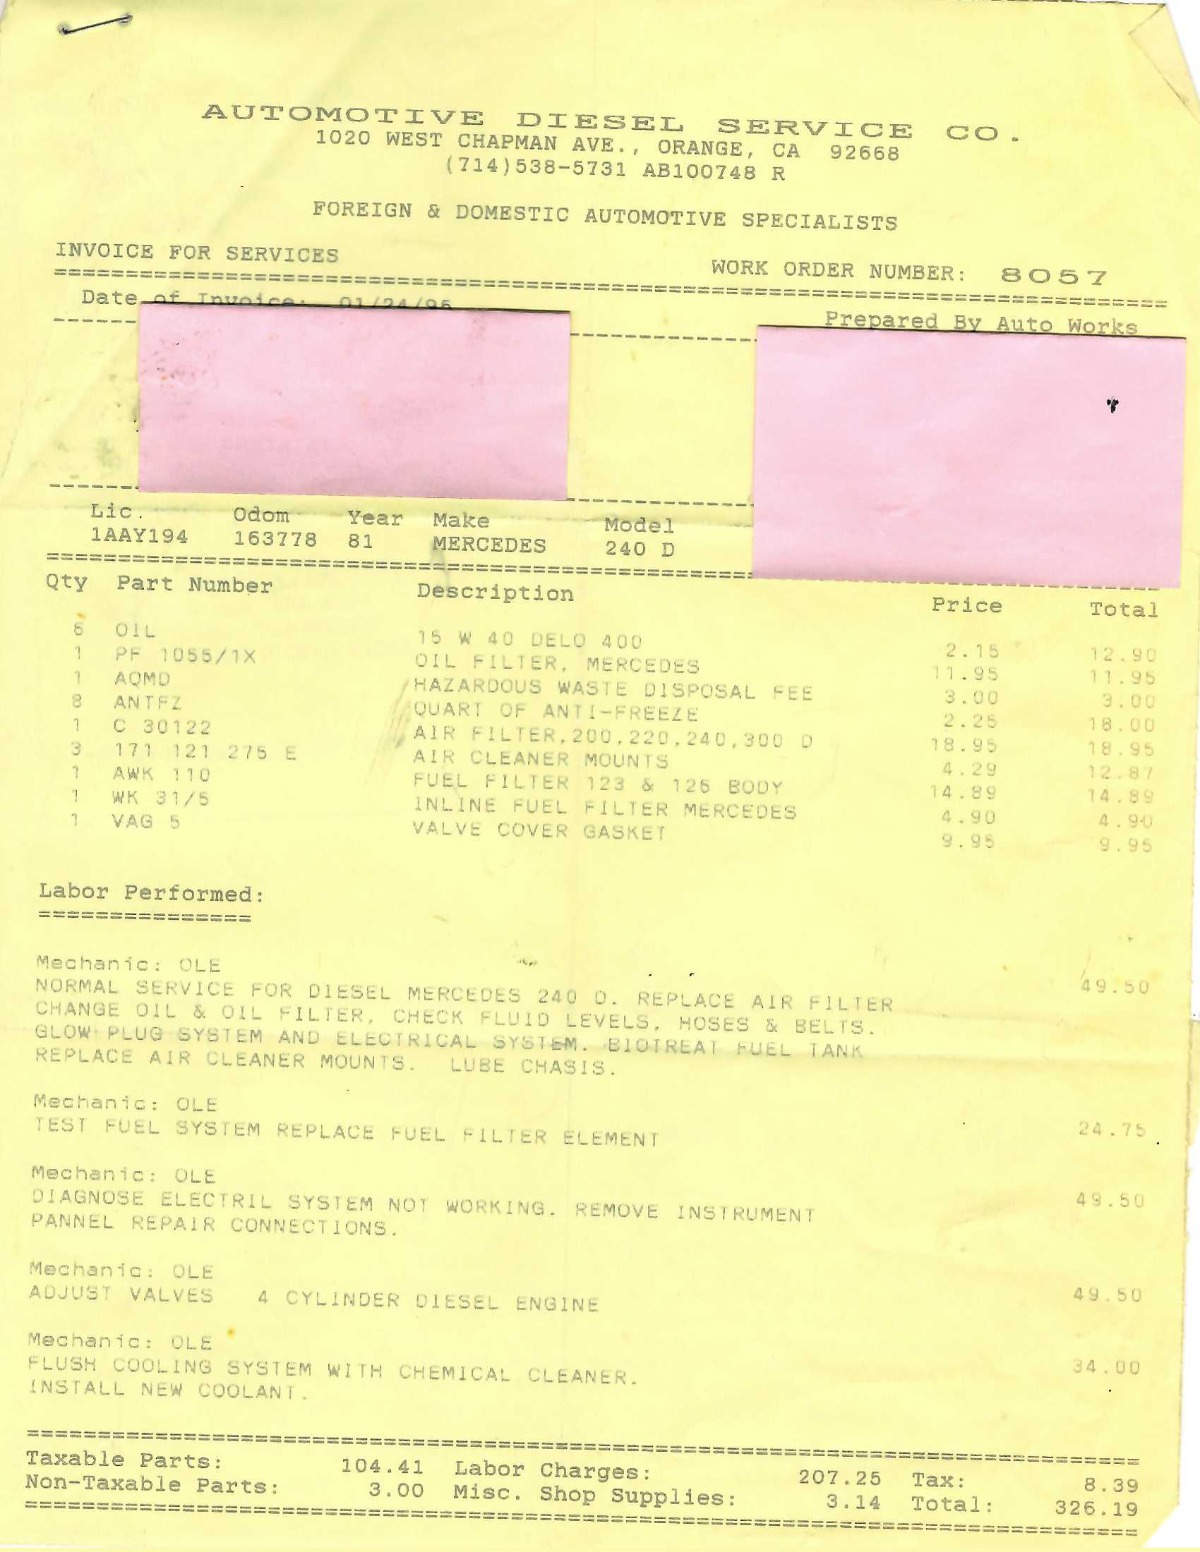 AUTOMOTIVE DIESEL SERVICE CO.
1020 WEST CHAPMAN AVE., ORANGE, CA 92668
(714)538-5731 AB100748 R
FOREIGN & DOMESTIC AUTOMOTIVE SPECIALISTS
INVOICE FOR SERVICES
WORK ORDER NUMBER: 8057
Date of Invoice: 01/24/95
Prepared By Auto Works
Lic. Odom Year Make Model
1AAY194 163778 81 MERCEDES 240 D
Qty Part Number Description Price Total
6 OIL 15 W 40 DELO 400 2.15 12.90
1 PF 1055/1X OIL FILTER, MERCEDES 11.95 11.95
1 AQMD HAZARDOUS WASTE DISPOSAL FEE 3.00 3.00
8 ANTFZ QUART OF ANTI-FREEZE 2.25 18.00
1 C 30122 AIR FILTER,200,220,240,300 D 18.95 18.95
3 171 121 275 E AIR CLEANER MOUNTS 4.29 12.87
1 AWK 110 FUEL FILTER 123 & 126 BODY 14.89 14.89
1 WK 31/5 INLINE FUEL FILTER MERCEDES 4.90 4.90
1 VAG 5 VALVE COVER GASKET 9.95 9.95
Labor Performed:
Mechanic: OLE
NORMAL SERVICE FOR DIESEL MERCEDES 240 D. REPLACE AIR FILTER 49.50
CHANGE OIL & OIL FILTER, CHECK FLUID LEVELS, HOSES & BELTS.
GLOW PLUG SYSTEM AND ELECTRICAL SYSTEM. BIOTREAT FUEL TANK
REPLACE AIR CLEANER MOUNTS. LUBE CHASIS.
Mechanic: OLE
TEST FUEL SYSTEM REPLACE FUEL FILTER ELEMENT 24.75
Mechanic: OLE
DIAGNOSE ELECTRIL SYSTEM NOT WORKING. REMOVE INSTRUMENT 49.50
PANNEL REPAIR CONNECTIONS.
Mechanic: OLE
ADJUST VALVES 4 CYLINDER DIESEL ENGINE 49.50
Mechanic: OLE
FLUSH COOLING SYSTEM WITH CHEMICAL CLEANER. 34.00
INSTALL NEW COOLANT.
Taxable Parts: 104.41 Labor Charges: 207.25 Tax: 8.39
Non-Taxable Parts: 3.00 Misc. Shop Supplies: 3.14 Total: 326.19